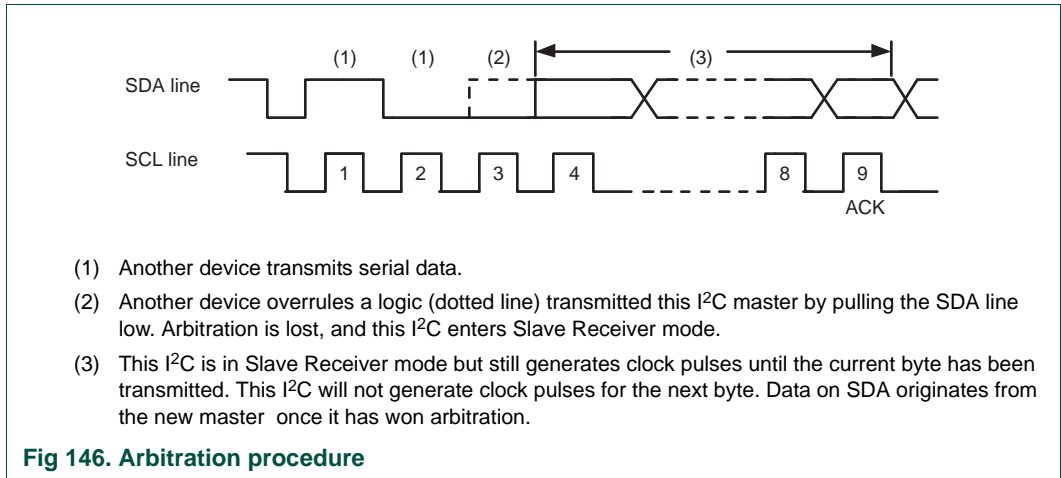 (1) (1) (2) (3)
SDA line
SCL line
1 2 3 4 8 9
ACK
(1) Another device transmits serial data.
(2) Another device overrules a logic (dotted line) transmitted this I2C master by pulling the SDA line
low. Arbitration is lost, and this I2C enters Slave Receiver mode.
(3) This I2C is in Slave Receiver mode but still generates clock pulses until the current byte has been
transmitted. This I2C will not generate clock pulses for the next byte. Data on SDA originates from
the new master once it has won arbitration.
Fig 146. Arbitration procedure